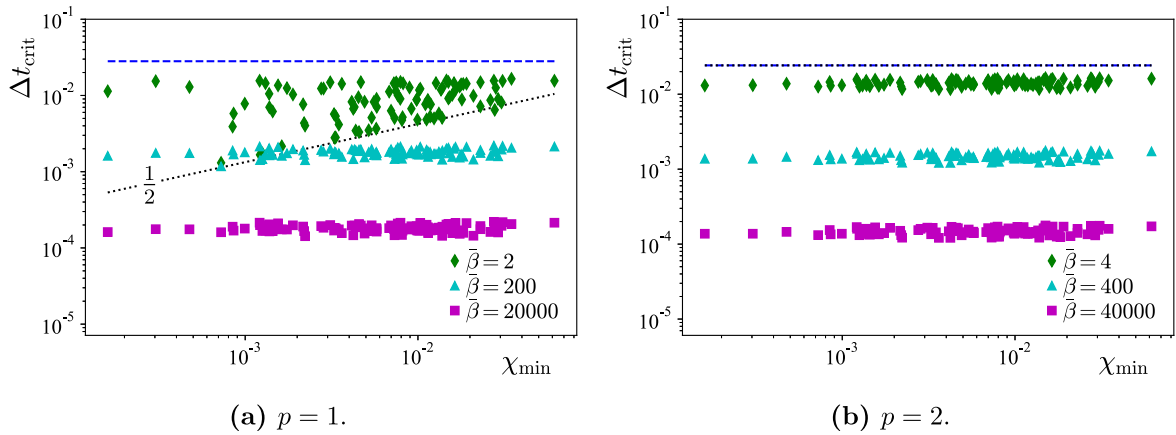 Δt_crit
10⁻¹
10⁻²
10⁻³
10⁻⁴
10⁻⁵
1/2
β̄ = 2
β̄ = 200
β̄ = 20000
10⁻³
10⁻²
χ_min
(a) p = 1.
Δt_crit
10⁻¹
10⁻²
10⁻³
10⁻⁴
10⁻⁵
β̄ = 4
β̄ = 400
β̄ = 40000
10⁻³
10⁻²
χ_min
(b) p = 2.